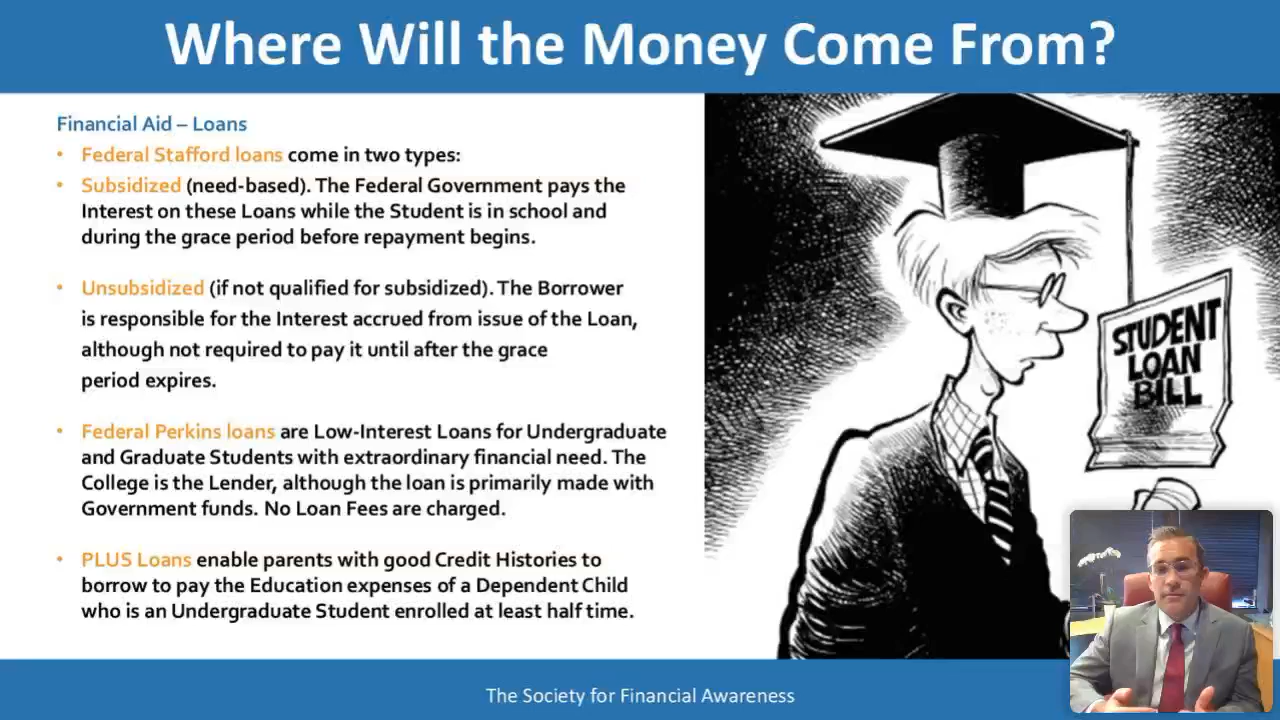 Where Will the Money Come From?
Financial Aid – Loans
• Federal Stafford loans come in two types:
• Subsidized (need-based). The Federal Government pays the
Interest on these Loans while the Student is in school and
during the grace period before repayment begins.
• Unsubsidized (if not qualified for subsidized). The Borrower
is responsible for the Interest accrued from issue of the Loan,
although not required to pay it until after the grace
period expires.
• Federal Perkins loans are Low-Interest Loans for Undergraduate
and Graduate Students with extraordinary financial need. The
College is the Lender, although the loan is primarily made with
Government funds. No Loan Fees are charged.
• PLUS Loans enable parents with good Credit Histories to
borrow to pay the Education expenses of a Dependent Child
who is an Undergraduate Student enrolled at least half time.
STUDENT
LOAN
BILL
The Society for Financial Awareness